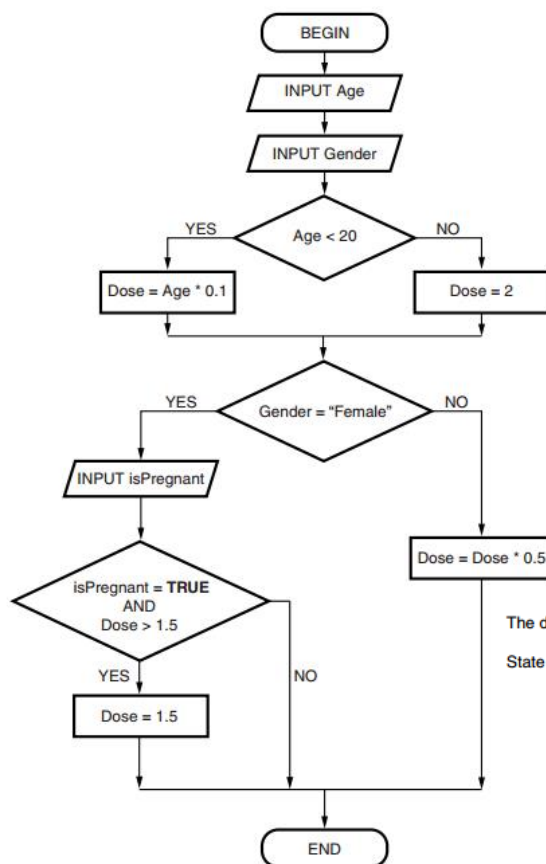 BEGIN
INPUT Age
INPUT Gender
Age < 20
YES
NO
Dose = Age * 0.1
Dose = 2
Gender = “Female”
YES
NO
INPUT isPregnant
isPregnant = TRUE
AND
Dose > 1.5
Dose = Dose * 0.5
The
State
YES
NO
Dose = 1.5
END